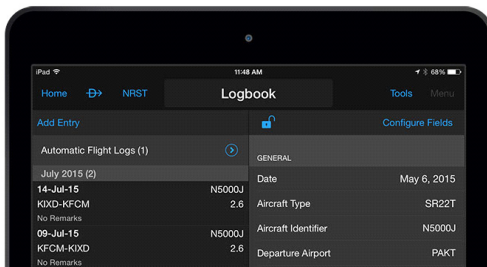 iPad 11:48 AM 68%
Home NRST Logbook Tools Menu
Add Entry
Automatic Flight Logs (1)
July 2015 (2)
14-Jul-15 N5000J
KIXD-KFCM 2.6
No Remarks
09-Jul-15 N5000J
KFCM-KIXD 2.6
No Remarks
Configure Fields
GENERAL
Date May 6, 2015
Aircraft Type SR22T
Aircraft Identifier N5000J
Departure Airport PAKT